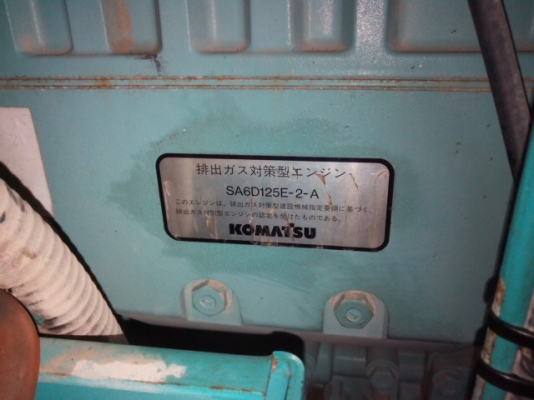 排出ガス対策型エンジン
SA6D125E-2-A
このエンジンは、排出ガス対策型建設機械指定要領に基づく、
排出ガス対策型エンジンの認定を受けたものである。
KOMATSU